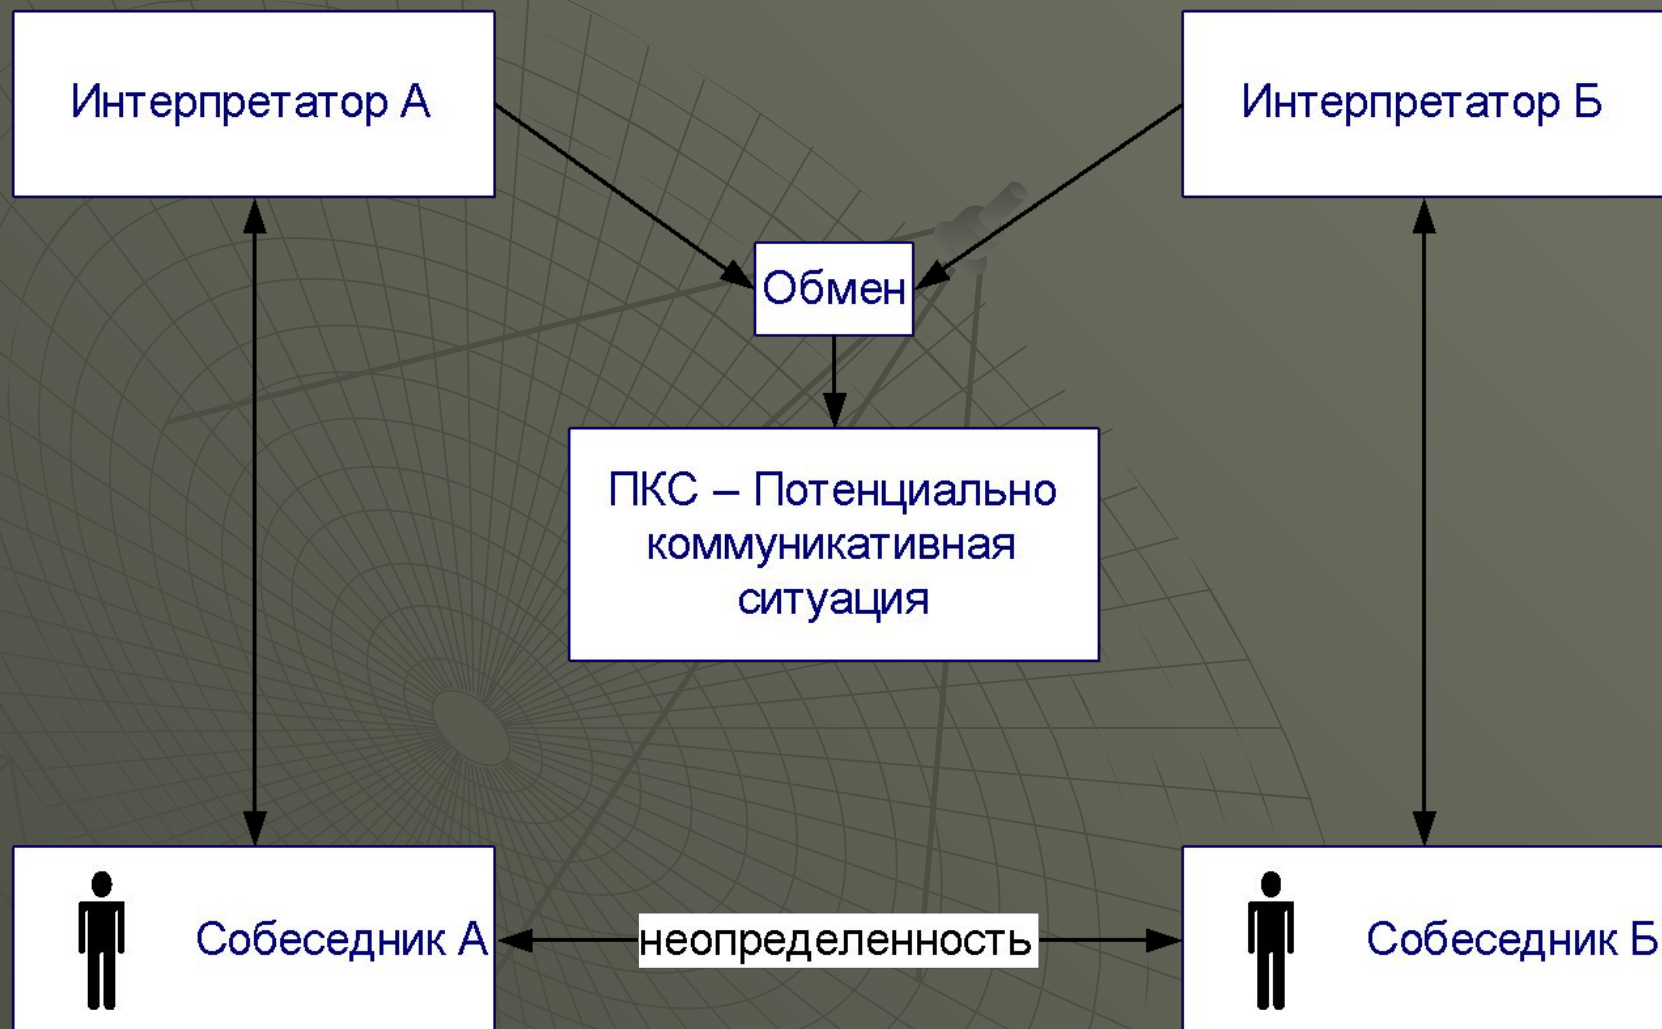 Интерпретатор А
Интерпретатор Б
Обмен
ПКС – Потенциально
коммуникативная
ситуация
Собеседник А
неопределенность
Собеседник Б